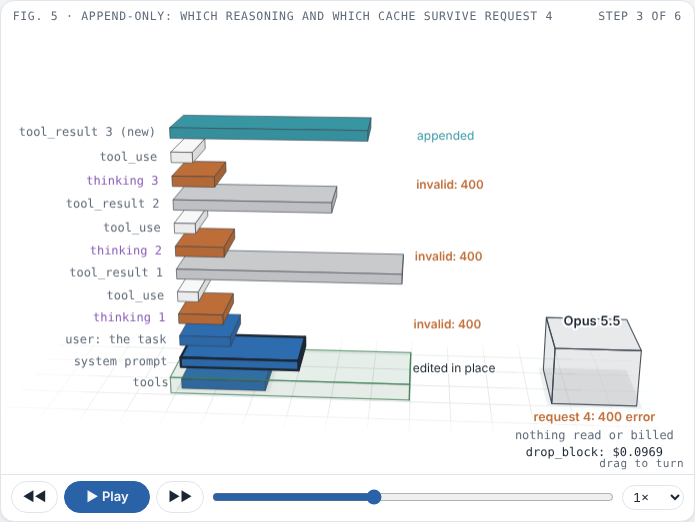 FIG. 5 · APPEND-ONLY: WHICH REASONING AND WHICH CACHE SURVIVE REQUEST 4
STEP 3 OF 6
tool_result 3 (new)
appended
tool_use
thinking 3
invalid: 400
tool_result 2
tool_use
thinking 2
invalid: 400
tool_result 1
tool_use
thinking 1
invalid: 400
user: the task
system prompt
edited in place
tools
Opus 5.5
request 4: 400 error
nothing read or billed
drop_block: $0.0969
drag to turn
Play
1×